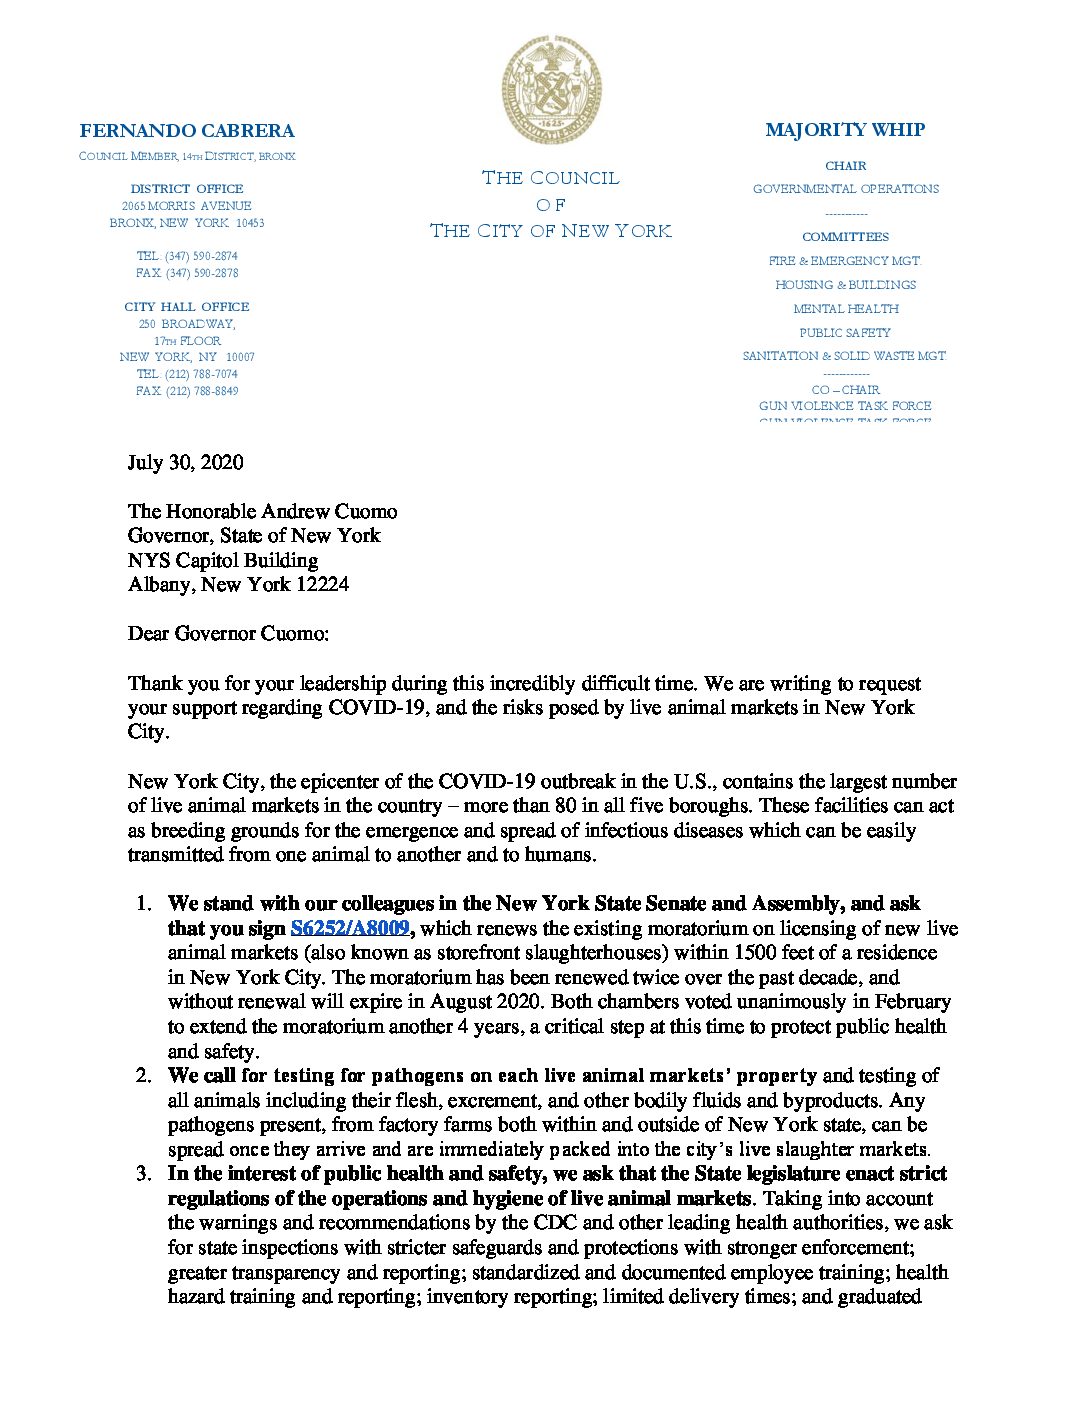 FERNANDO CABRERA
COUNCIL MEMBER, 14TH DISTRICT, BRONX
DISTRICT OFFICE
2065 MORRIS AVENUE
BRONX, NEW YORK 10453
TEL: (347) 590-2874
FAX: (347) 590-2878
CITY HALL OFFICE
250 BROADWAY,
17TH FLOOR
NEW YORK, NY 10007
TEL: (212) 788-7074
FAX: (212) 788-8849
1625
THE COUNCIL
OF
THE CITY OF NEW YORK
MAJORITY WHIP
CHAIR
GOVERNMENTAL OPERATIONS
-----------
COMMITTEES
FIRE & EMERGENCY MGT.
HOUSING & BUILDINGS
MENTAL HEALTH
PUBLIC SAFETY
SANITATION & SOLID WASTE MGT.
------------
CO – CHAIR
GUN VIOLENCE TASK FORCE
GUN VIOLENCE TASK FORCE
July 30, 2020
The Honorable Andrew Cuomo
Governor, State of New York
NYS Capitol Building
Albany, New York 12224
Dear Governor Cuomo:
Thank you for your leadership during this incredibly difficult time. We are writing to request
your support regarding COVID-19, and the risks posed by live animal markets in New York
City.
New York City, the epicenter of the COVID-19 outbreak in the U.S., contains the largest number
of live animal markets in the country – more than 80 in all five boroughs. These facilities can act
as breeding grounds for the emergence and spread of infectious diseases which can be easily
transmitted from one animal to another and to humans.
1. We stand with our colleagues in the New York State Senate and Assembly, and ask
that you sign S6252/A8009, which renews the existing moratorium on licensing of new live
animal markets (also known as storefront slaughterhouses) within 1500 feet of a residence
in New York City. The moratorium has been renewed twice over the past decade, and
without renewal will expire in August 2020. Both chambers voted unanimously in February
to extend the moratorium another 4 years, a critical step at this time to protect public health
and safety.
2. We call for testing for pathogens on each live animal markets’ property and testing of
all animals including their flesh, excrement, and other bodily fluids and byproducts. Any
pathogens present, from factory farms both within and outside of New York state, can be
spread once they arrive and are immediately packed into the city’s live slaughter markets.
3. In the interest of public health and safety, we ask that the State legislature enact strict
regulations of the operations and hygiene of live animal markets. Taking into account
the warnings and recommendations by the CDC and other leading health authorities, we ask
for state inspections with stricter safeguards and protections with stronger enforcement;
greater transparency and reporting; standardized and documented employee training; health
hazard training and reporting; inventory reporting; limited delivery times; and graduated